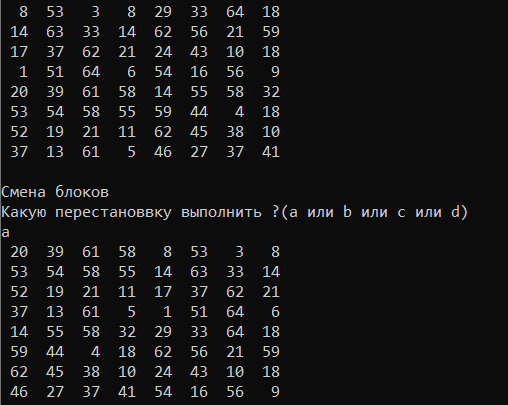 8 53 3 8 29 33 64 18
14 63 33 14 62 56 21 59
17 37 62 21 24 43 10 18
1 51 64 6 54 16 56 9
20 39 61 58 14 55 58 32
53 54 58 55 59 44 4 18
52 19 21 11 62 45 38 10
37 13 61 5 46 27 37 41
Смена блоков
Какую перестановвку выполнить ?(a или b или c или d)
a
20 39 61 58 8 53 3 8
53 54 58 55 14 63 33 14
52 19 21 11 17 37 62 21
37 13 61 5 1 51 64 6
14 55 58 32 29 33 64 18
59 44 4 18 62 56 21 59
62 45 38 10 24 43 10 18
46 27 37 41 54 16 56 9